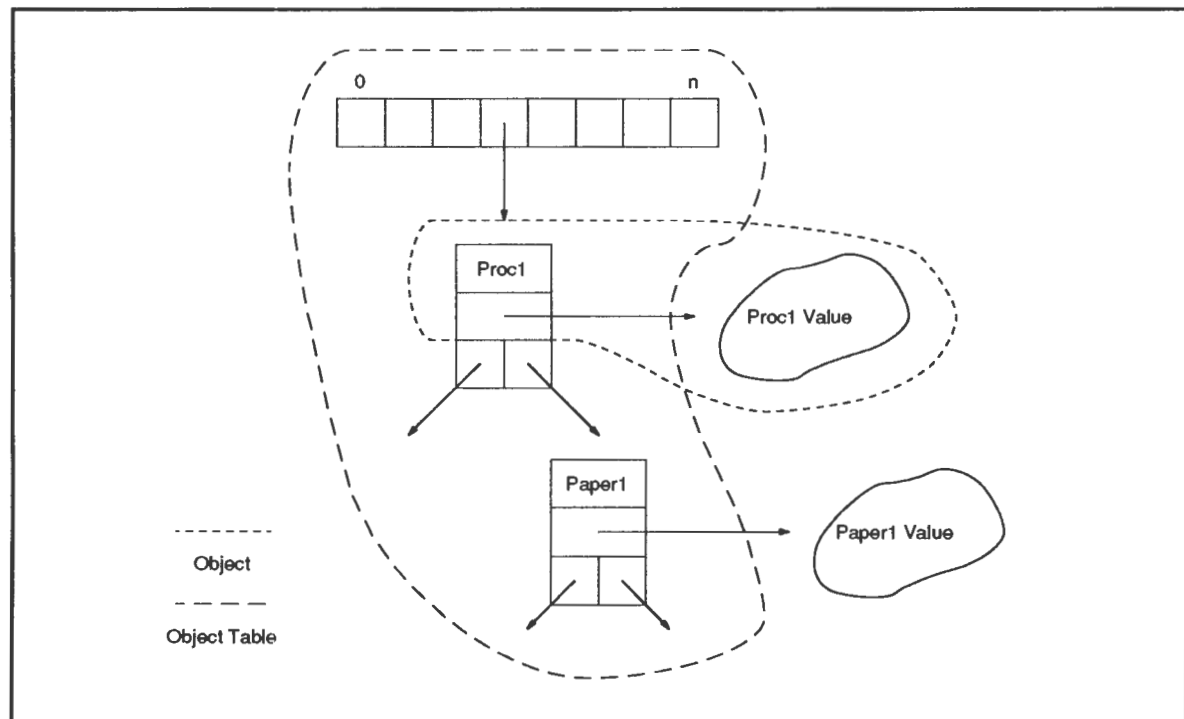 0 n
Proc1
Proc1 Value
Paper1
Paper1 Value
Object
Object Table